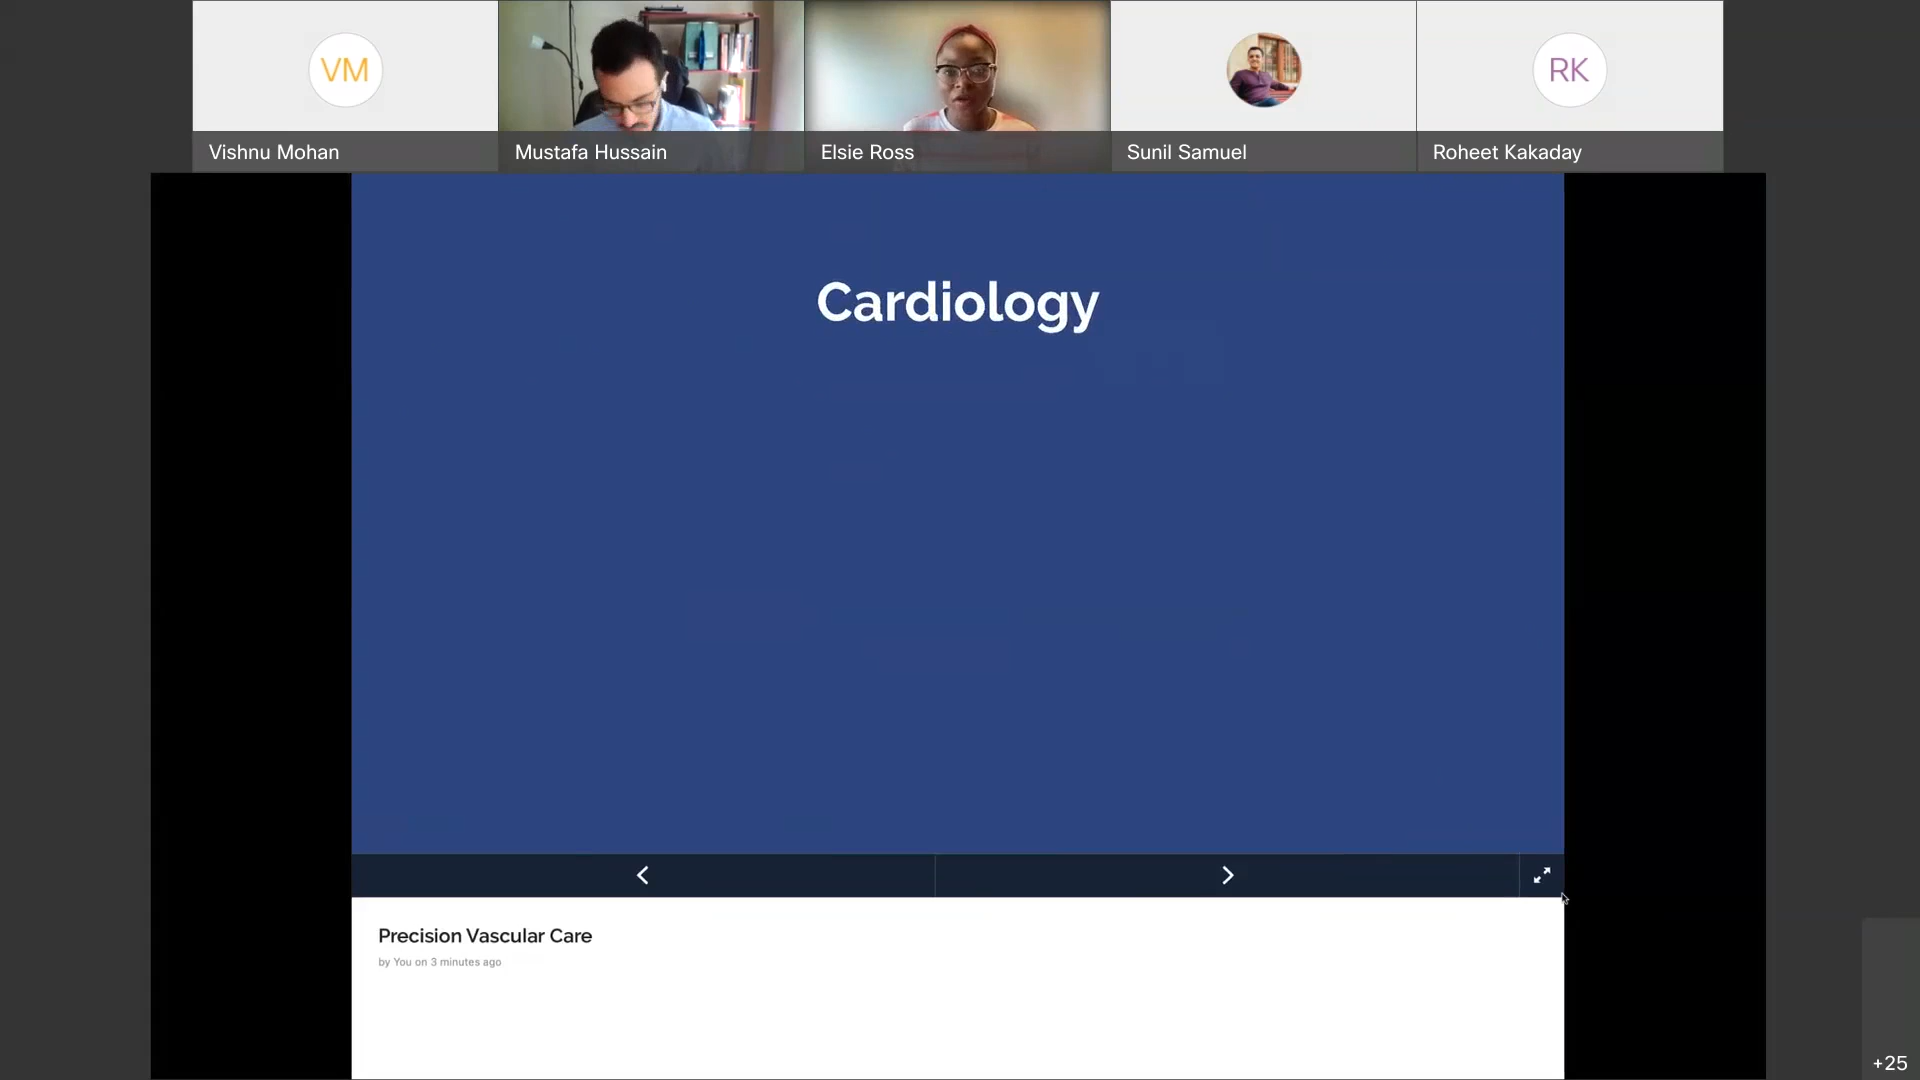 VM
RK
Vishnu Mohan
Mustafa Hussain
Elsie Ross
Sunil Samuel
Roheet Kakaday
Cardiology
Precision Vascular Care
by You on 3 minutes ago
+25